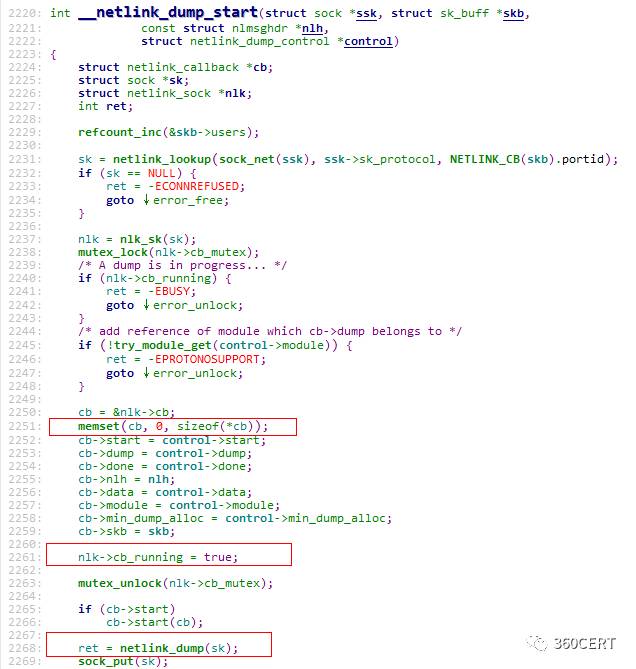 2220: int __netlink_dump_start(struct sock *ssk, struct sk_buff *skb,
2221:              const struct nlmsghdr *nlh,
2222:              struct netlink_dump_control *control)
2223: {
2224:     struct netlink_callback *cb;
2225:     struct sock *sk;
2226:     struct netlink_sock *nlk;
2227:     int ret;
2228:
2229:     refcount_inc(&skb->users);
2230:
2231:     sk = netlink_lookup(sock_net(ssk), ssk->sk_protocol, NETLINK_CB(skb).portid);
2232:     if (sk == NULL) {
2233:         ret = -ECONNREFUSED;
2234:         goto ↓error_free;
2235:     }
2236:
2237:     nlk = nlk_sk(sk);
2238:     mutex_lock(nlk->cb_mutex);
2239:     /* A dump is in progress... */
2240:     if (nlk->cb_running) {
2241:         ret = -EBUSY;
2242:         goto ↓error_unlock;
2243:     }
2244:     /* add reference of module which cb->dump belongs to */
2245:     if (!try_module_get(control->module)) {
2246:         ret = -EPROTONOSUPPORT;
2247:         goto ↓error_unlock;
2248:     }
2249:
2250:     cb = &nlk->cb;
2251:     memset(cb, 0, sizeof(*cb));
2252:     cb->start = control->start;
2253:     cb->dump = control->dump;
2254:     cb->done = control->done;
2255:     cb->nlh = nlh;
2256:     cb->data = control->data;
2257:     cb->module = control->module;
2258:     cb->min_dump_alloc = control->min_dump_alloc;
2259:     cb->skb = skb;
2260:
2261:     nlk->cb_running = true;
2262:
2263:     mutex_unlock(nlk->cb_mutex);
2264:
2265:     if (cb->start)
2266:         cb->start(cb);
2267:
2268:     ret = netlink_dump(sk);
2269:     sock_put(sk);
360CERT